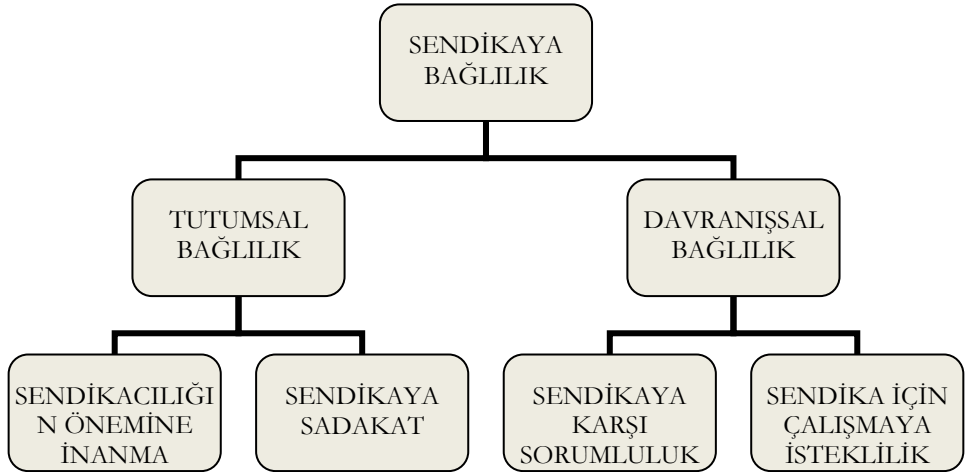 SENDİKAYA
BAĞLILIK
TUTUMSAL
BAĞLILIK
DAVRANIŞSAL
BAĞLILIK
SENDİKACILIĞI
N ÖNEMİNE
İNANMA
SENDİKAYA
SADAKAT
SENDİKAYA
KARŞI
SORUMLULUK
SENDİKA İÇİN
ÇALIŞMAYA
İSTEKLİLİK